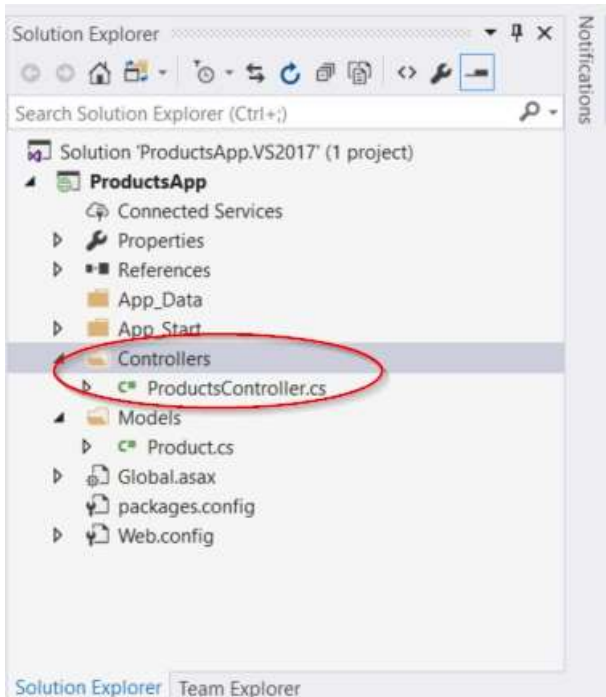 Solution Explorer
Search Solution Explorer (Ctrl+;)
Solution 'ProductsApp.VS2017' (1 project)
ProductsApp
Connected Services
Properties
References
App_Data
App_Start
Controllers
C# ProductsController.cs
Models
C# Product.cs
Global.asax
packages.config
Web.config
Solution Explorer Team Explorer
Notifications